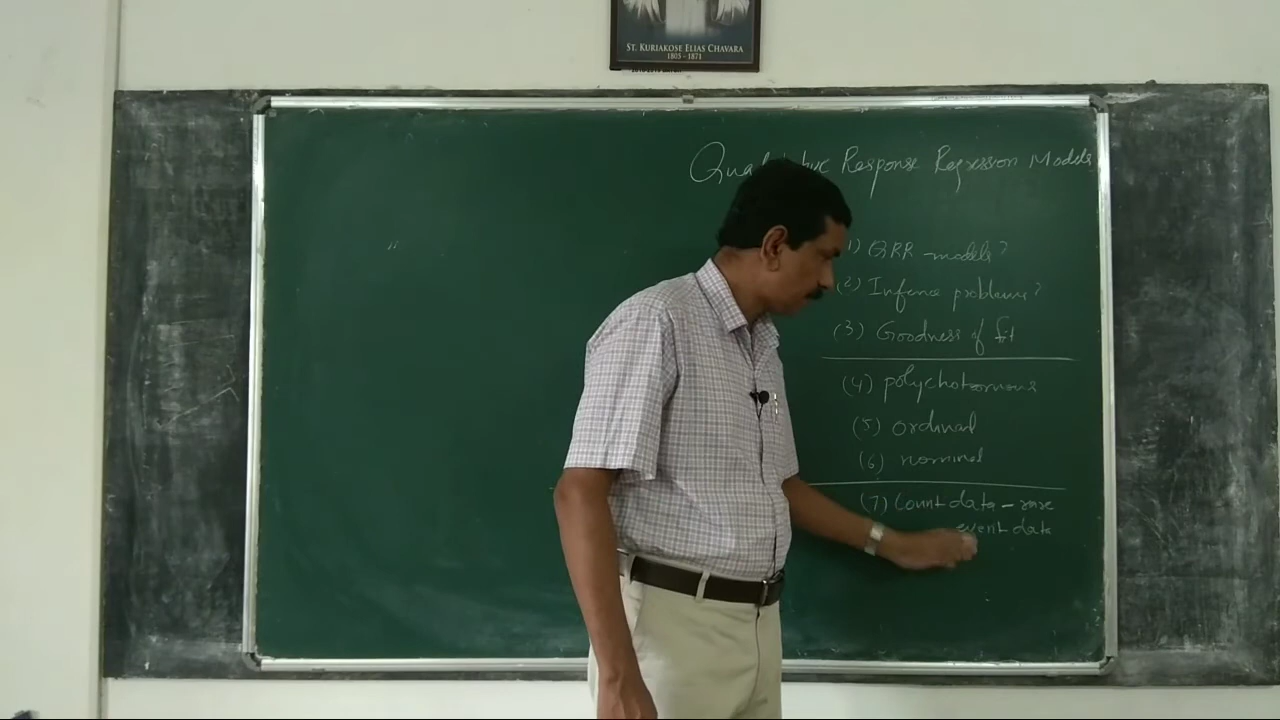 ST. KURIAKOSE ELIAS CHAVARA
1805 - 1871
Response Regression Models
1) QRR models?
(2) Inference problems?
(3) Goodness of fit
(4) polychotomous
(5) ordinal
(6) nominal
(7) Count data - rare
event data